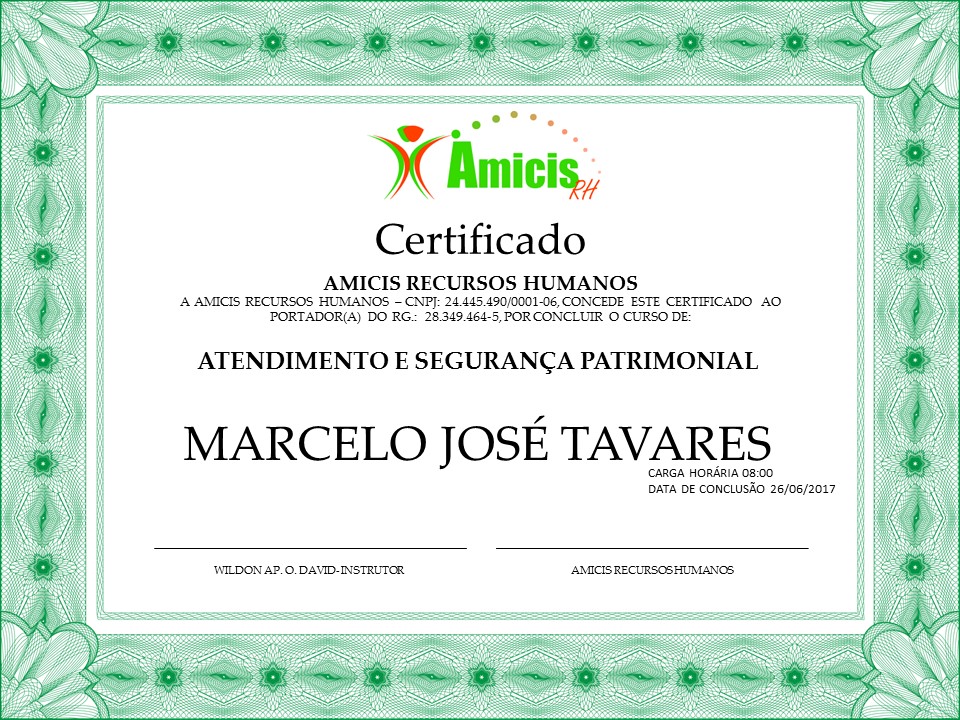 Amicis RH
Certificado
AMICIS RECURSOS HUMANOS
A AMICIS RECURSOS HUMANOS – CNPJ: 24.445.490/0001-06, CONCEDE ESTE CERTIFICADO AO
PORTADOR(A) DO RG.: 28.349.464-5, POR CONCLUIR O CURSO DE:
ATENDIMENTO E SEGURANÇA PATRIMONIAL
MARCELO JOSÉ TAVARES
CARGA HORÁRIA 08:00
DATA DE CONCLUSÃO 26/06/2017
WILDON AP. O. DAVID-INSTRUTOR
AMICIS RECURSOS HUMANOS